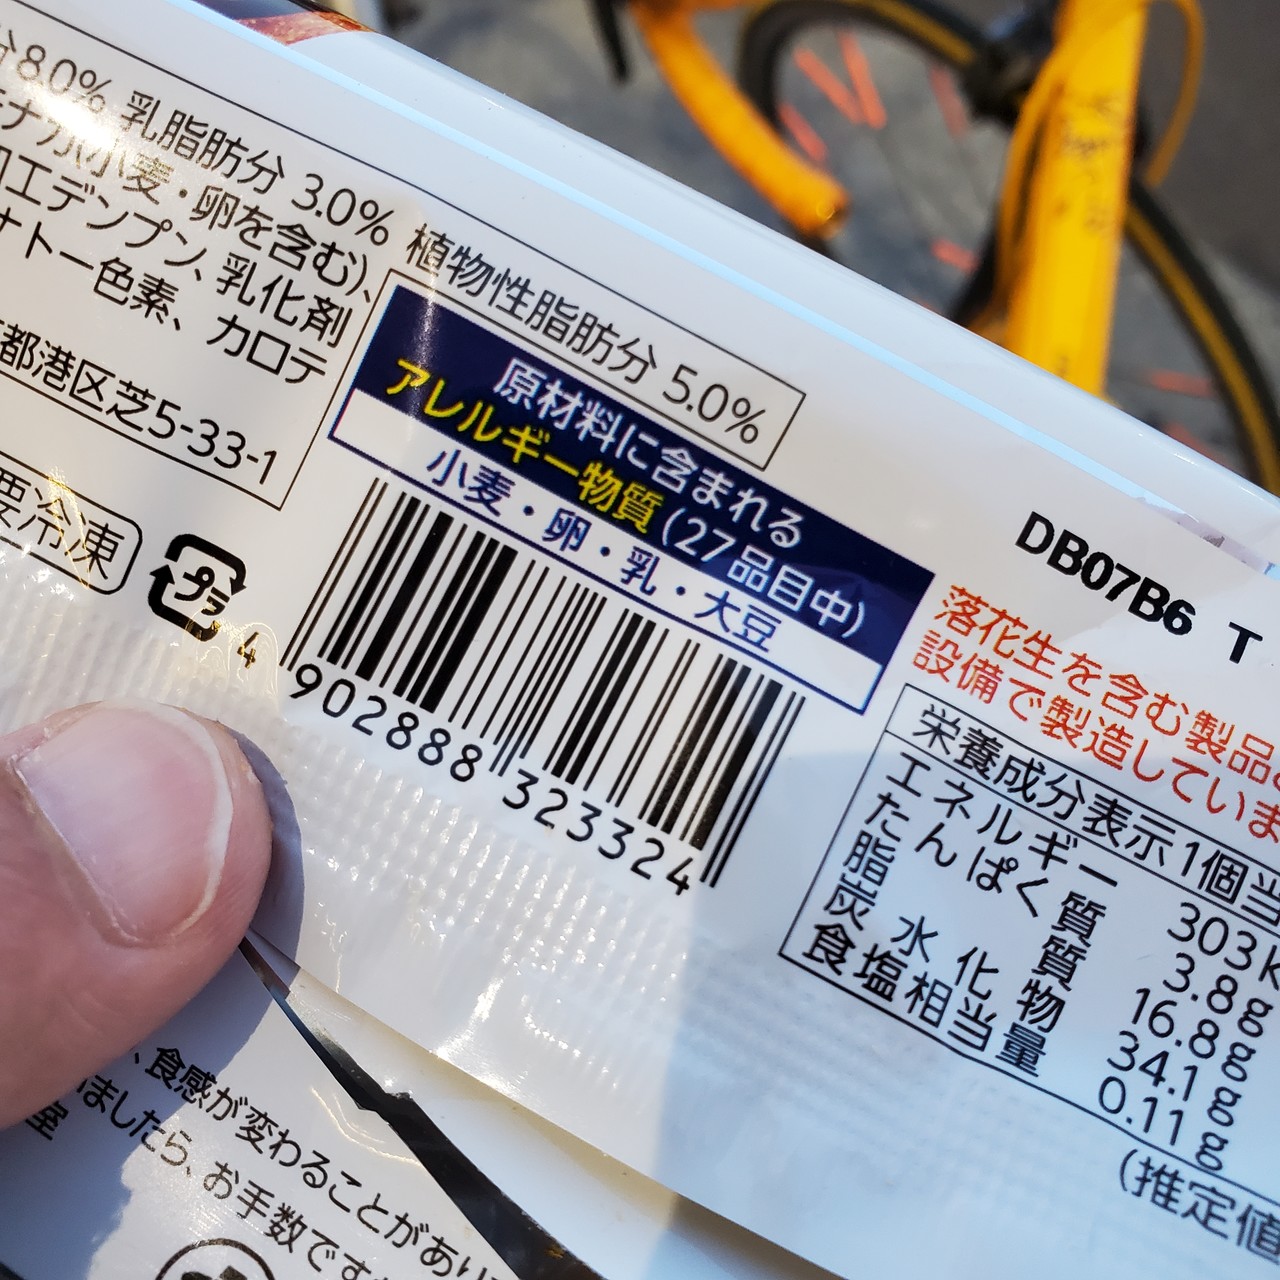 分8.0% 乳脂肪分 3.0% 植物性脂肪分 5.0%
モナカ(小麦・卵を含む)、
加工デンプン、乳化剤
ナトー色素、カロテ
都港区芝5-33-1
要冷凍
プラ
4
原材料に含まれる
アレルギー物質(27品目中)
小麦・卵・乳・大豆
902888 323324
DB07B6 T
落花生を含む製品
設備で製造していま
栄養成分表示 1個当
エネルギー 303k
たんぱく質 3.8g
脂質 16.8g
炭水化物 34.1g
食塩相当量 0.11g
(推定値
、食感が変わることがあり
ましたら、お手数です
室